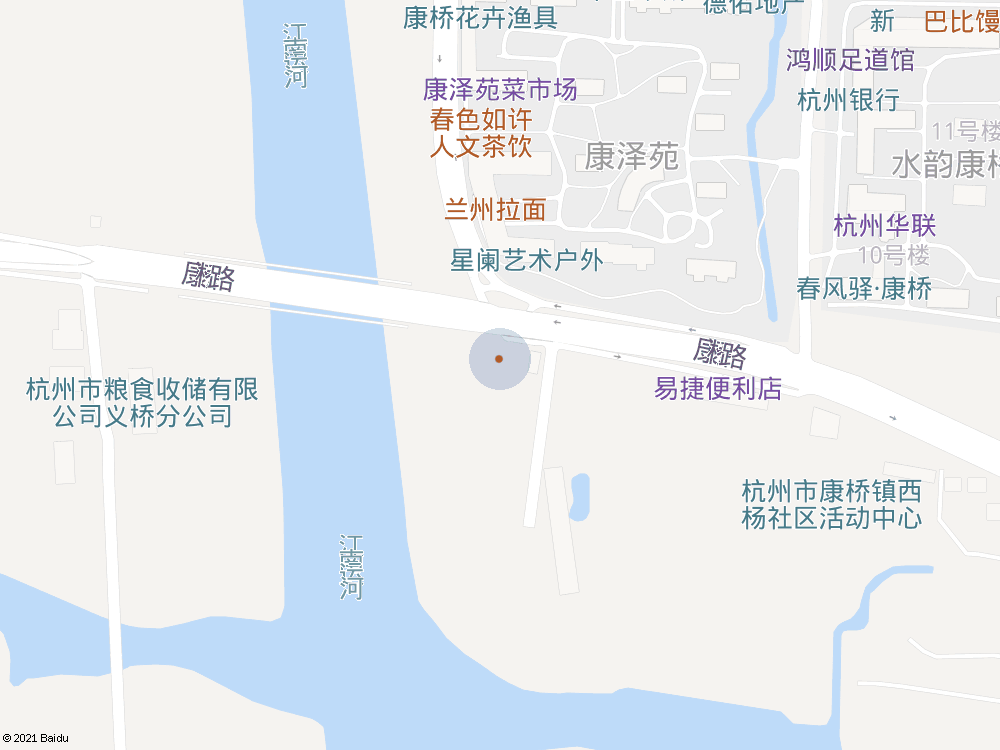 康桥花卉渔具
德佑地产
新
巴比馒
江南运河
鸿顺足道馆
康泽苑菜市场
杭州银行
春色如许
人文茶饮
11号楼
康泽苑
水韵康桥
兰州拉面
杭州华联
10号楼
星阑艺术户外
康桥路
春风驿·康桥
康桥路
杭州市粮食收储有限
公司义桥分公司
易捷便利店
杭州市康桥镇西
杨社区活动中心
江南运河
© 2021 Baidu